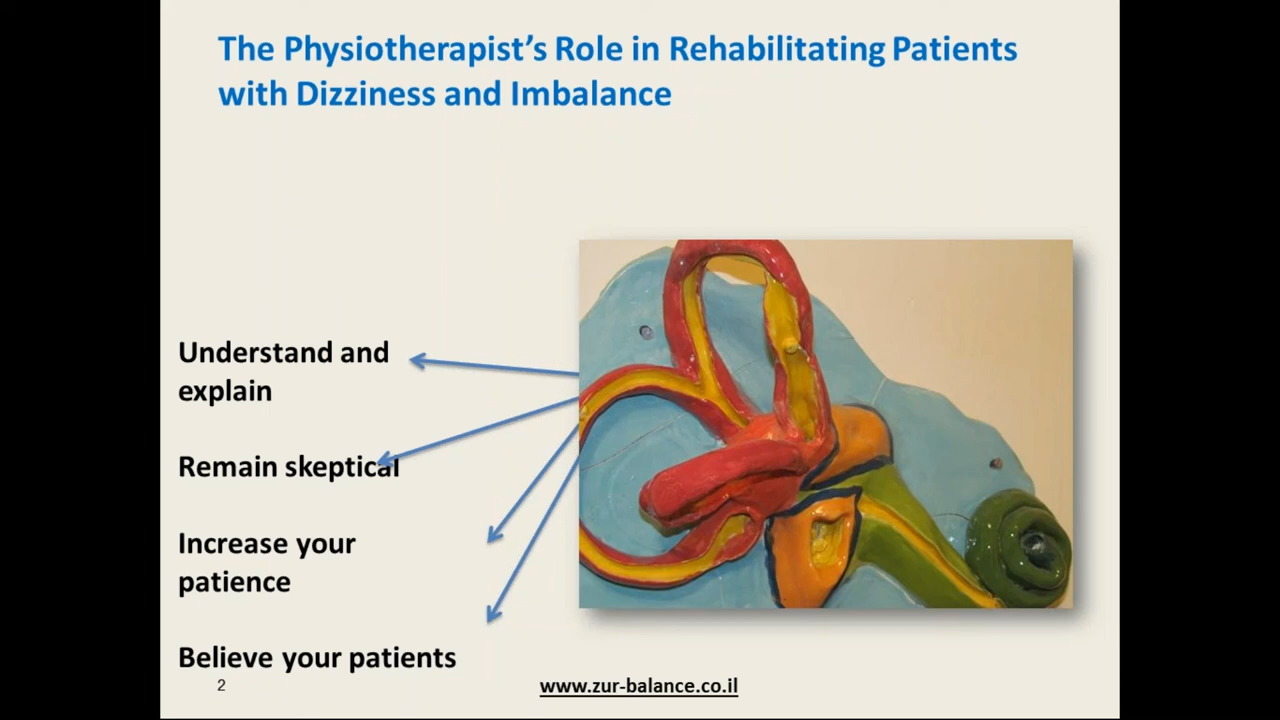 The Physiotherapist’s Role in Rehabilitating Patients
with Dizziness and Imbalance
Understand and
explain
Remain skeptical
Increase your
patience
Believe your patients
2
www.zur-balance.co.il